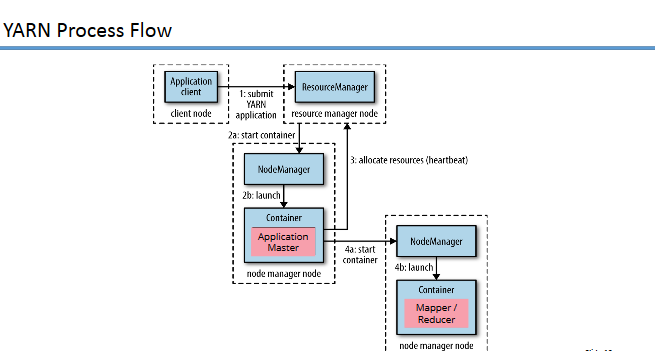 YARN Process Flow
Application
client
client node
1: submit
YARN
application
ResourceManager
resource manager node
2a: start container
NodeManager
2b: launch
Container
Application
Master
node manager node
3: allocate resources (heartbeat)
4a: start
container
NodeManager
4b: launch
Container
Mapper /
Reducer
node manager node